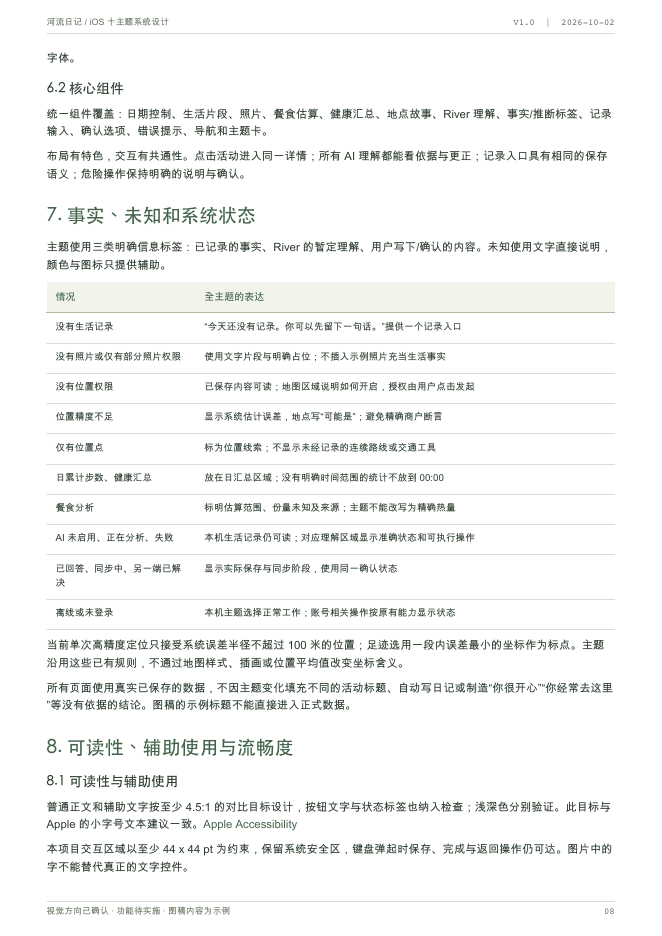 河流日记 / iOS 十主题系统设计
V1.0 | 2026-10-02
字体。
6.2 核心组件
统一组件覆盖：日期控制、生活片段、照片、餐食估算、健康汇总、地点故事、River 理解、事实/推断标签、记录
输入、确认选项、错误提示、导航和主题卡。
布局有特色，交互有共通性。点击活动进入同一详情；所有 AI 理解都能看依据与更正；记录入口具有相同的保存
语义；危险操作保持明确的说明与确认。
7. 事实、未知和系统状态
主题使用三类明确信息标签：已记录的事实、River 的暂定理解、用户写下/确认的内容。未知使用文字直接说明，
颜色与图标只提供辅助。
情况 全主题的表达
没有生活记录 “今天还没有记录。你可以先留下一句话。”提供一个记录入口
没有照片或仅有部分照片权限 使用文字片段与明确占位；不插入示例照片充当生活事实
没有位置权限 已保存内容可读；地图区域说明如何开启，授权由用户点击发起
位置精度不足 显示系统估计误差，地点写“可能是”；避免精确商户断言
仅有位置点 标为位置线索；不显示未经记录的连续路线或交通工具
日累计步数、健康汇总 放在日汇总区域；没有明确时间范围的统计不放到 00:00
餐食分析 标明估算范围、份量未知及来源；主题不能改写为精确热量
AI 未启用、正在分析、失败 本机生活记录仍可读；对应理解区域显示准确状态和可执行操作
已回答、同步中、另一端已解 显示实际保存与同步阶段，使用同一确认状态
决
离线或未登录 本机主题选择正常工作；账号相关操作按原有能力显示状态
当前单次高精度定位只接受系统误差半径不超过 100 米的位置；足迹选用一段内误差最小的坐标作为标点。主题
沿用这些已有规则，不通过地图样式、插画或位置平均值改变坐标含义。
所有页面使用真实已保存的数据，不因主题变化填充不同的活动标题、自动写日记或制造“你很开心”“你经常去这里
”等没有依据的结论。图稿的示例标题不能直接进入正式数据。
8. 可读性、辅助使用与流畅度
8.1 可读性与辅助使用
普通正文和辅助文字按至少 4.5:1 的对比目标设计，按钮文字与状态标签也纳入检查；浅深色分别验证。此目标与
Apple 的小字号文本建议一致。Apple Accessibility
本项目交互区域以至少 44 x 44 pt 为约束，保留系统安全区，键盘弹起时保存、完成与返回操作仍可达。图片中的
字不能替代真正的文字控件。
视觉方向已确认 · 功能待实施 · 图稿内容为示例
08